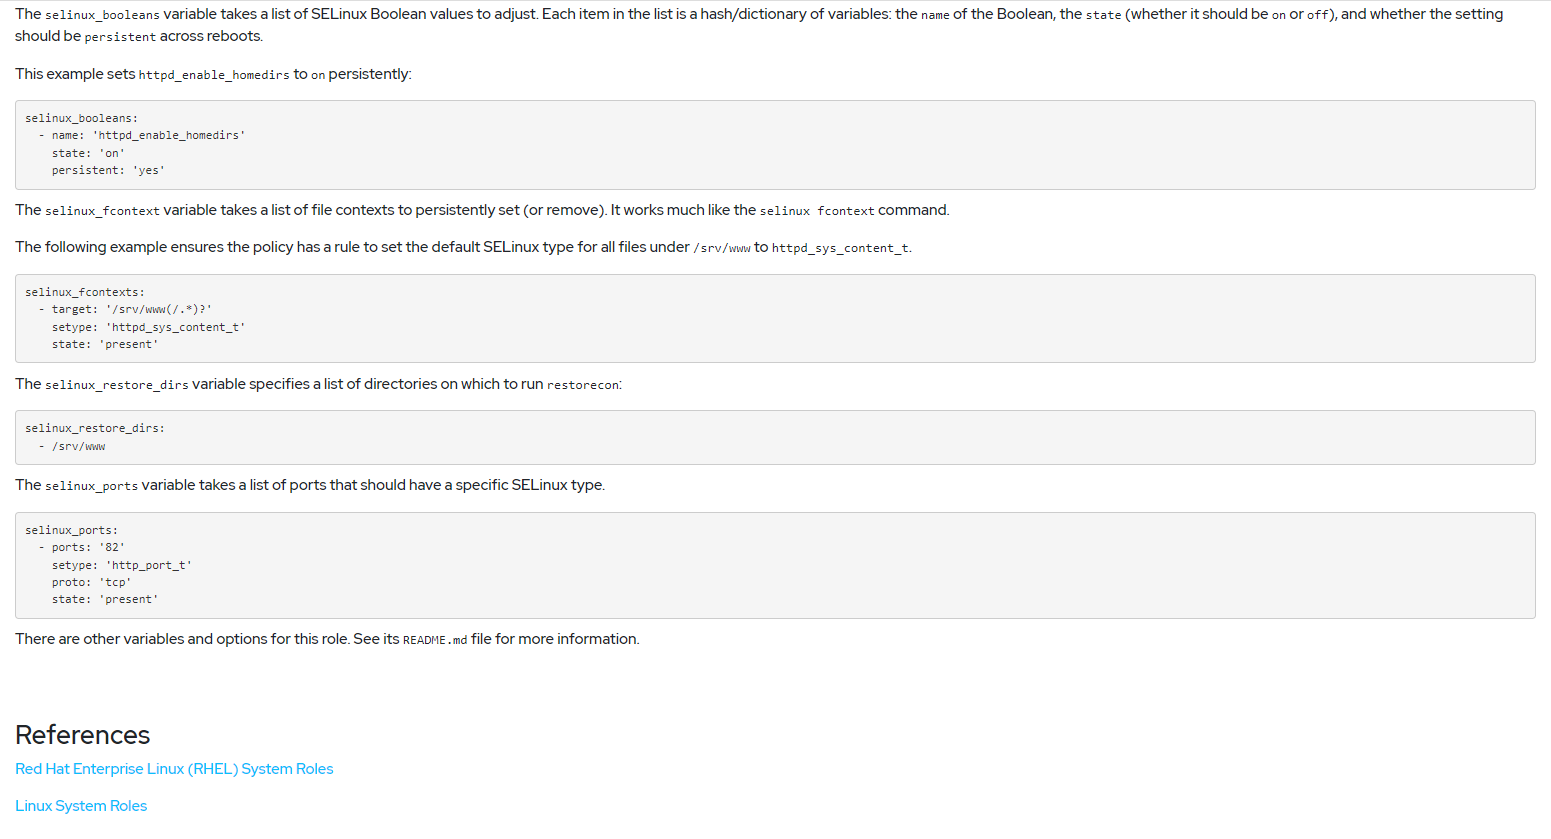 The selinux_booleans variable takes a list of SELinux Boolean values to adjust. Each item in the list is a hash/dictionary of variables: the name of the Boolean, the state (whether it should be on or off), and whether the setting
should be persistent across reboots.
This example sets httpd_enable_homedirs to on persistently:
selinux_booleans:
  - name: 'httpd_enable_homedirs'
    state: 'on'
    persistent: 'yes'
The selinux_fcontext variable takes a list of file contexts to persistently set (or remove). It works much like the selinux fcontext command.
The following example ensures the policy has a rule to set the default SELinux type for all files under /srv/www to httpd_sys_content_t.
selinux_fcontexts:
  - target: '/srv/www(/.*)?'
    setype: 'httpd_sys_content_t'
    state: 'present'
The selinux_restore_dirs variable specifies a list of directories on which to run restorecon:
selinux_restore_dirs:
  - /srv/www
The selinux_ports variable takes a list of ports that should have a specific SELinux type.
selinux_ports:
  - ports: '82'
    setype: 'http_port_t'
    proto: 'tcp'
    state: 'present'
There are other variables and options for this role. See its README.md file for more information.
References
Red Hat Enterprise Linux (RHEL) System Roles
Linux System Roles